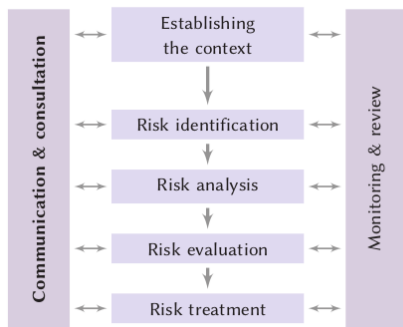 Communication & consultation
Establishing
the context
Risk identification
Risk analysis
Risk evaluation
Risk treatment
Monitoring & review